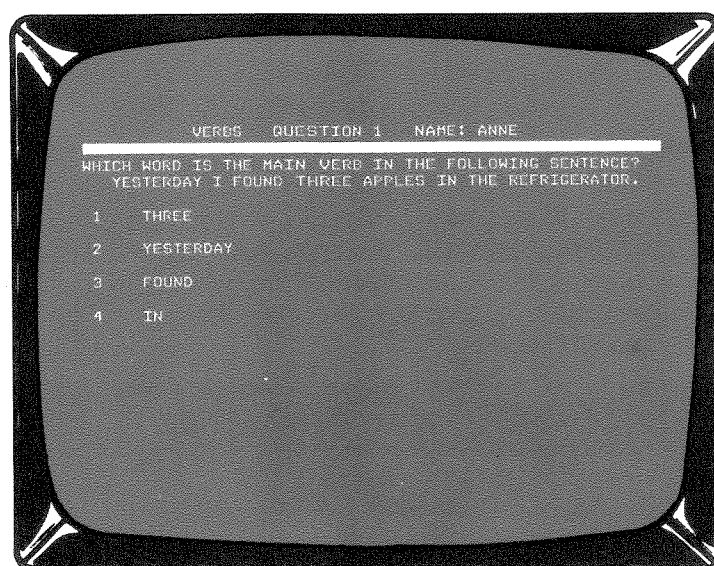 VERBS QUESTION 1 NAME: ANNE
WHICH WORD IS THE MAIN VERB IN THE FOLLOWING SENTENCE?
YESTERDAY I FOUND THREE APPLES IN THE REFRIGERATOR.
1 THREE
2 YESTERDAY
3 FOUND
4 IN